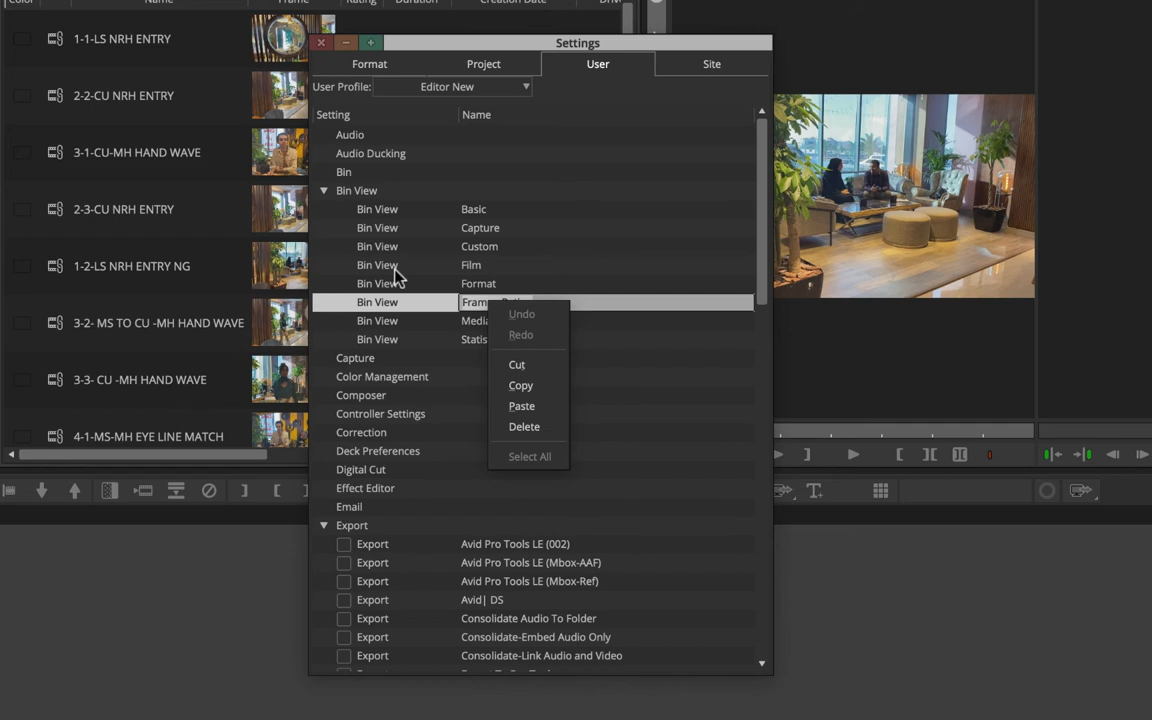 Color Name Frame Rating Duration Creation Date
1-1-LS NRH ENTRY
2-2-CU NRH ENTRY
3-1-CU-MH HAND WAVE
2-3-CU NRH ENTRY
1-2-LS NRH ENTRY NG
3-2- MS TO CU -MH HAND WAVE
3-3- CU -MH HAND WAVE
4-1-MS-MH EYE LINE MATCH
Settings
Format Project User Site
User Profile: Editor New
Setting Name
Audio
Audio Ducking
Bin
Bin View
Bin View Basic
Bin View Capture
Bin View Custom
Bin View Film
Bin View Format
Bin View
Bin View
Bin View
Undo
Redo
Cut
Copy
Paste
Delete
Select All
Capture
Color Management
Composer
Controller Settings
Correction
Deck Preferences
Digital Cut
Effect Editor
Email
Export
Export Avid Pro Tools LE (002)
Export Avid Pro Tools LE (Mbox-AAF)
Export Avid Pro Tools LE (Mbox-Ref)
Export Avid| DS
Export Consolidate Audio To Folder
Export Consolidate-Embed Audio Only
Export Consolidate-Link Audio and Video